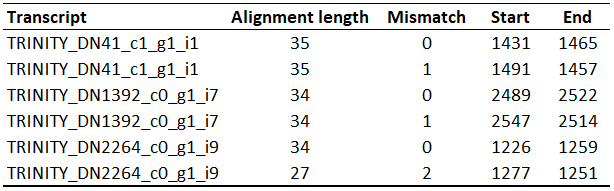 Transcript Alignment length Mismatch Start End
TRINITY_DN41_c1_g1_i1 35 0 1431 1465
TRINITY_DN41_c1_g1_i1 35 1 1491 1457
TRINITY_DN1392_c0_g1_i7 34 0 2489 2522
TRINITY_DN1392_c0_g1_i7 34 1 2547 2514
TRINITY_DN2264_c0_g1_i9 34 0 1226 1259
TRINITY_DN2264_c0_g1_i9 27 2 1277 1251